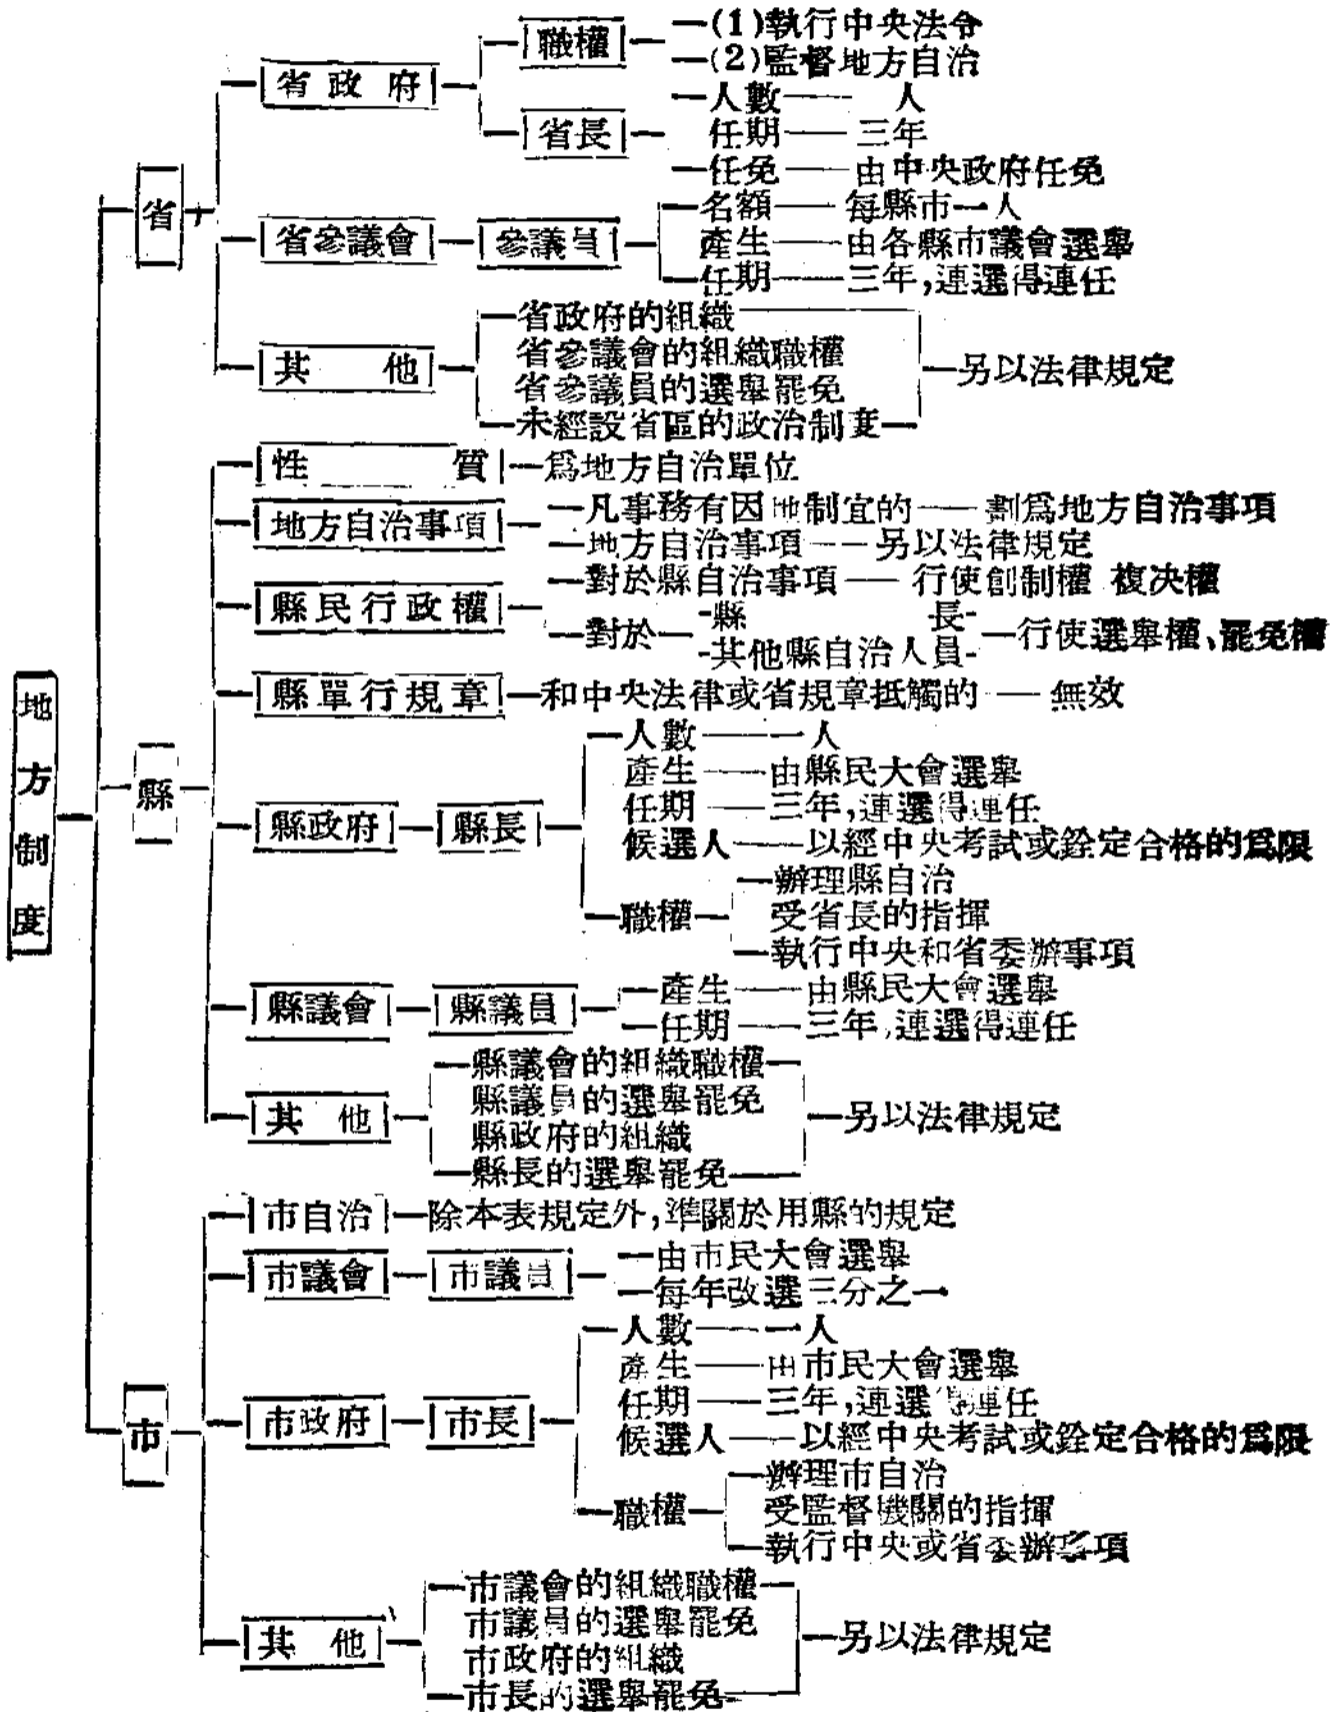 地方制度
省
省政府
職權
(1)執行中央法令
(2)監督地方自治
省長
人數——　人
任期——三年
任免——由中央政府任免
省參議會
參議員
名額——每縣市一人
產生——由各縣市議會選舉
任期——三年,連選得連任
其他
省政府的組織
省參議會的組織職權
省參議員的選舉罷免
未經設省區的政治制度
另以法律規定
縣
性質
為地方自治單位
地方自治事項
凡事務有因地制宜的——劃為地方自治事項
地方自治事項——另以法律規定
縣民行政權
對於縣自治事項——行使創制權 複决權
對於
縣長
其他縣自治人員
行使選舉權、罷免權
縣單行規章
和中央法律或省規章抵觸的——無效
縣政府
縣長
人數——一人
產生——由縣民大會選舉
任期——三年,連選得連任
候選人——以經中央考試或銓定合格的為限
職權
辦理縣自治
受省長的指揮
執行中央和省委辦事項
縣議會
縣議員
產生——由縣民大會選舉
任期——三年,連選得連任
其他
縣議會的組織職權
縣議員的選舉罷免
縣政府的組織
縣長的選舉罷免
另以法律規定
市
市自治
除本表規定外,準關於用縣的規定
市議會
市議員
由市民大會選舉
每年改選三分之一
市政府
市長
人數——一人
產生——由市民大會選舉
任期——三年,連選得連任
候選人——以經中央考試或銓定合格的為限
職權
辦理市自治
受監督機關的指揮
執行中央或省委辦事項
其他
市議會的組織職權
市議員的選舉罷免
市政府的組織
市長的選舉罷免
另以法律規定